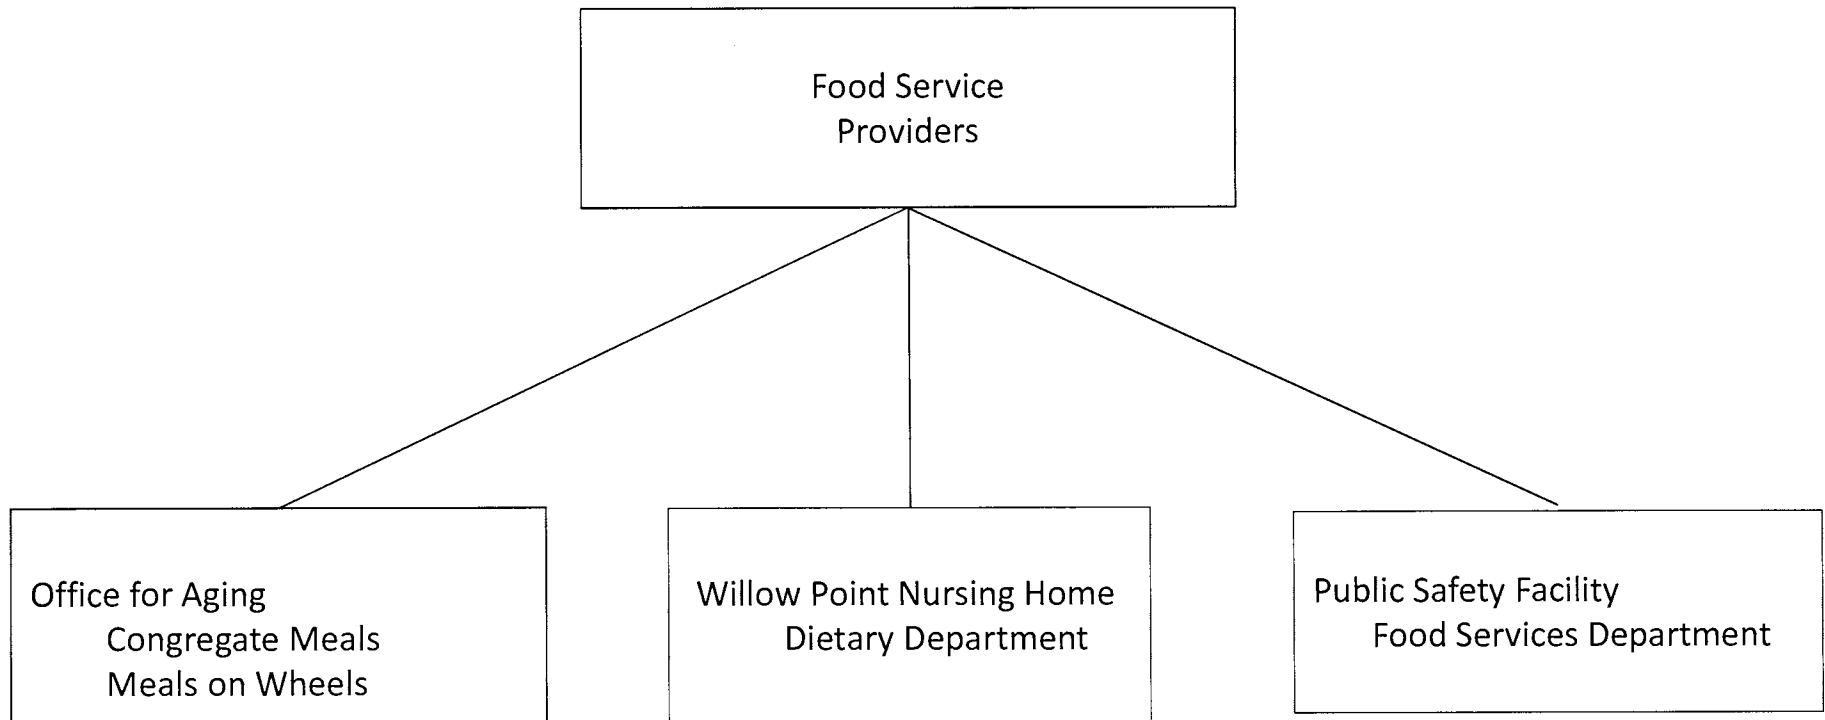 Food Service
Providers
Office for Aging
Congregate Meals
Meals on Wheels
Willow Point Nursing Home
Dietary Department
Public Safety Facility
Food Services Department